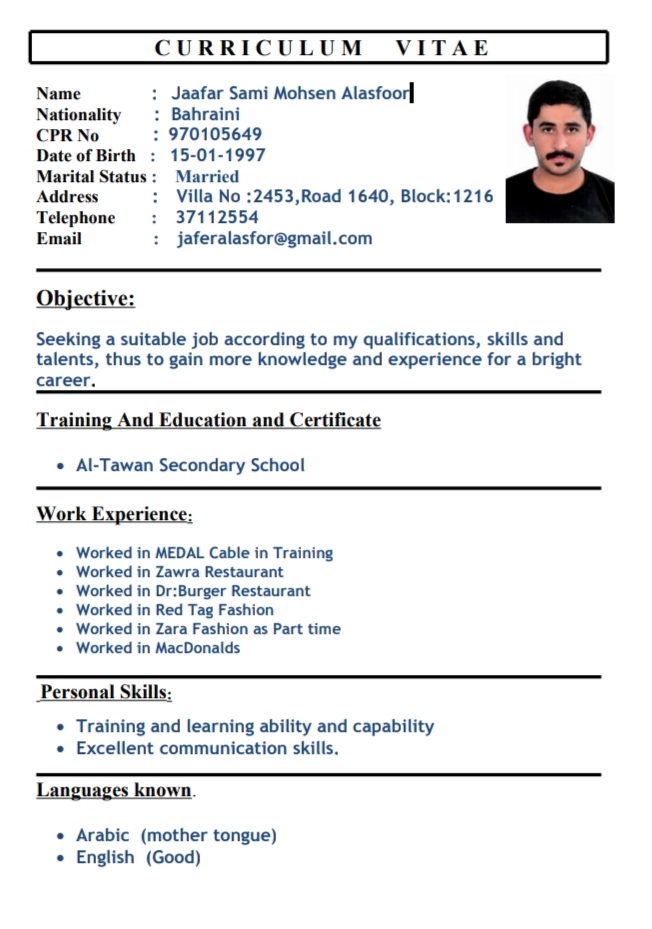 CURRICULUM VITAE
Name : Jaafar Sami Mohsen Alasfoor
Nationality : Bahraini
CPR No : 970105649
Date of Birth : 15-01-1997
Marital Status : Married
Address : Villa No :2453,Road 1640, Block:1216
Telephone : 37112554
Email : jaferalasfor@gmail.com
Objective:
Seeking a suitable job according to my qualifications, skills and
talents, thus to gain more knowledge and experience for a bright
career.
Training And Education and Certificate
• Al-Tawan Secondary School
Work Experience:
• Worked in MEDAL Cable in Training
• Worked in Zawra Restaurant
• Worked in Dr:Burger Restaurant
• Worked in Red Tag Fashion
• Worked in Zara Fashion as Part time
• Worked in MacDonalds
Personal Skills:
• Training and learning ability and capability
• Excellent communication skills.
Languages known.
• Arabic (mother tongue)
• English (Good)